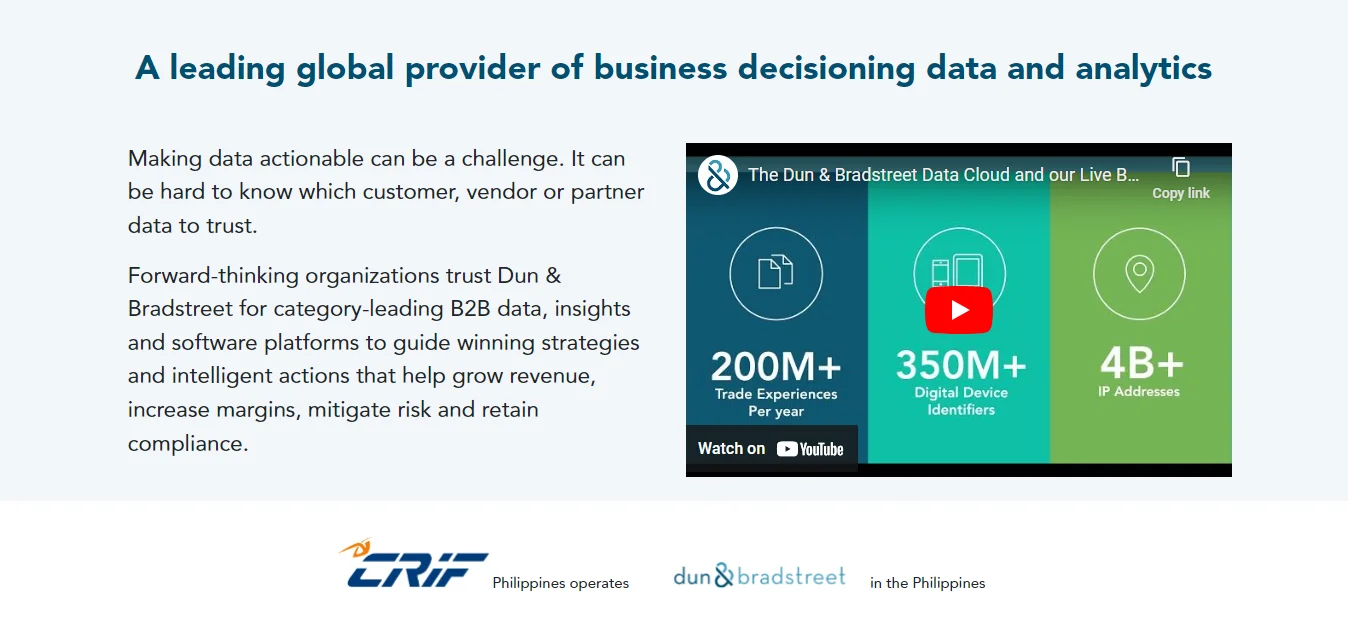 A leading global provider of business decisioning data and analytics
Making data actionable can be a challenge. It can
be hard to know which customer, vendor or partner
data to trust.
Forward-thinking organizations trust Dun &
Bradstreet for category-leading B2B data, insights
and software platforms to guide winning strategies
and intelligent actions that help grow revenue,
increase margins, mitigate risk and retain
compliance.
The Dun & Bradstreet Data Cloud and our Live B...
Copy link
200M+
Trade Experiences
Per year
350M+
Digital Device
Identifiers
4B+
IP Addresses
Watch on YouTube
CRIF Philippines operates dun & bradstreet in the Philippines